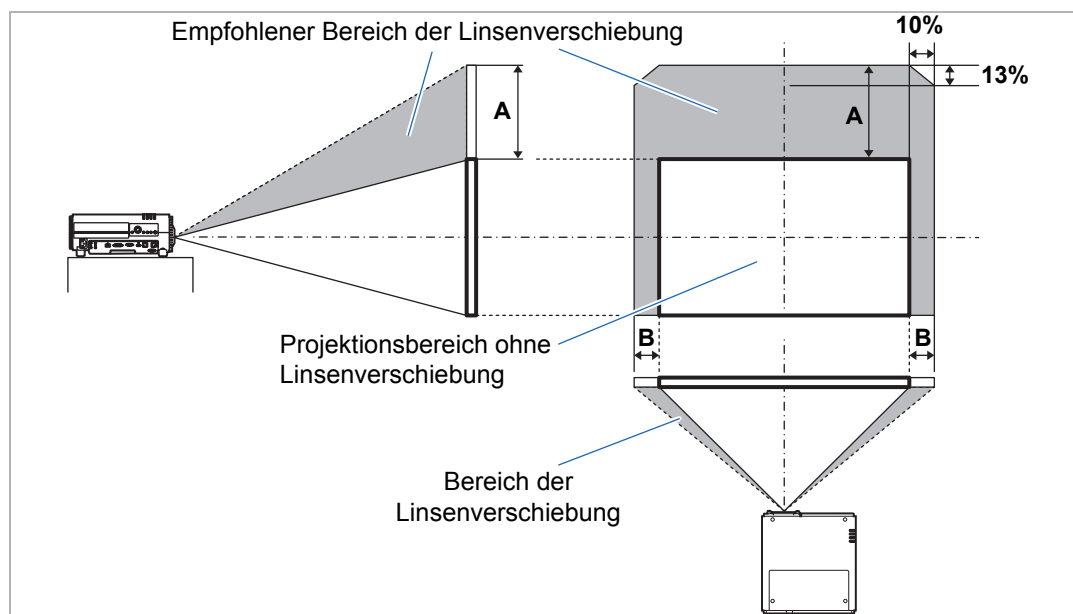 Empfohlener Bereich der Linsenverschiebung
10%
13%
A
A
B
B
Projektionsbereich ohne
Linsenverschiebung
Bereich der
Linsenverschiebung